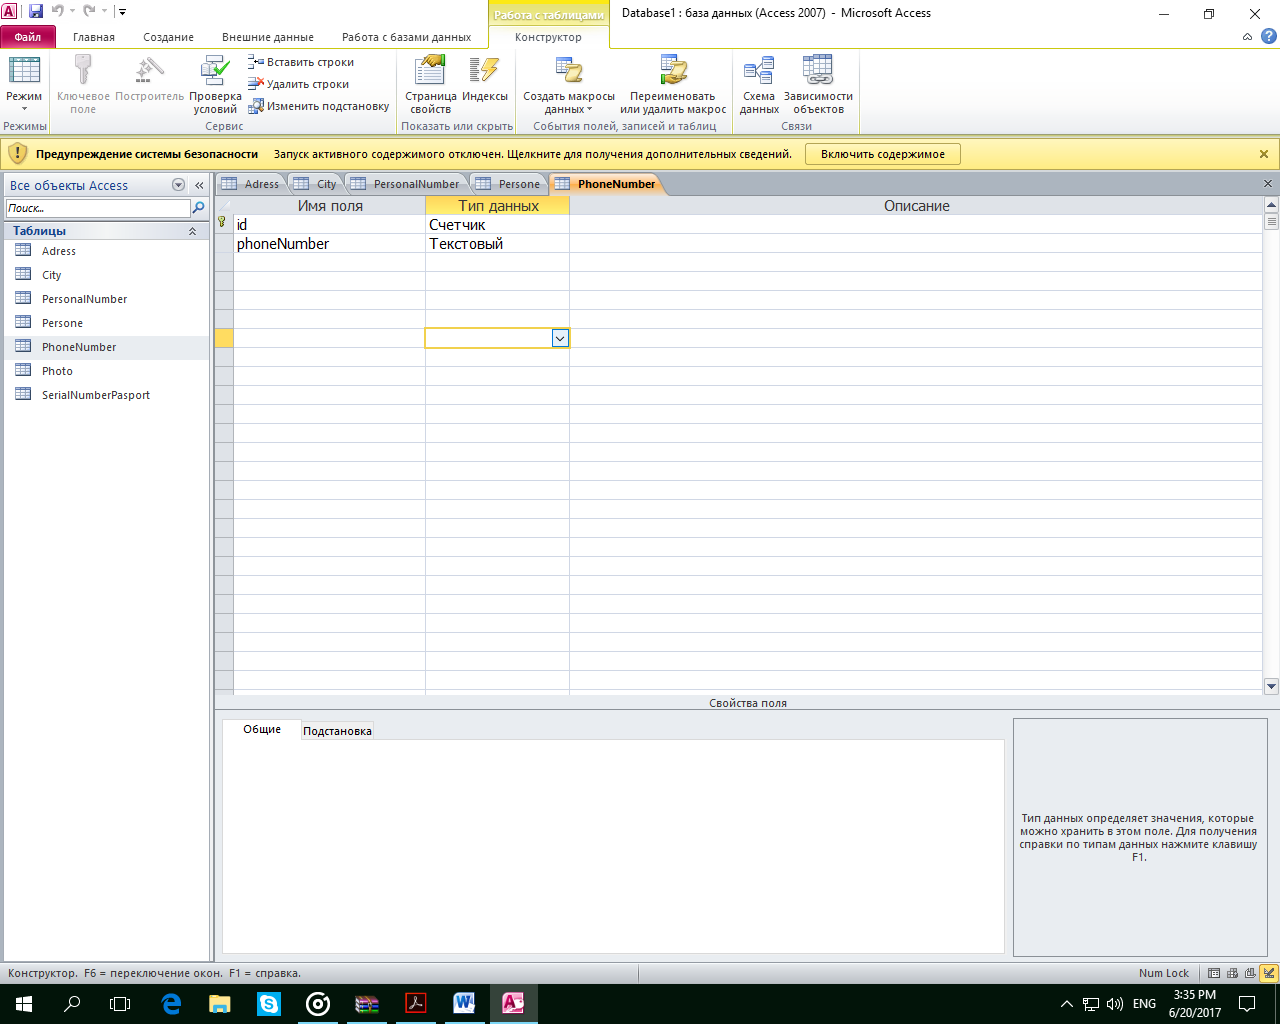 Работа с таблицами
Database1 : база данных (Access 2007)  -  Microsoft Access
Файл
Главная
Создание
Внешние данные
Работа с базами данных
Конструктор
Режим
Ключевое поле
Построитель
Проверка условий
Вставить строки
Удалить строки
Изменить подстановку
Страница свойств
Индексы
Создать макросы данных
Переименовать или удалить макрос
Схема данных
Зависимости объектов
Режимы
Сервис
Показать или скрыть
События полей, записей и таблиц
Связи
Предупреждение системы безопасности
Запуск активного содержимого отключен. Щелкните для получения дополнительных сведений.
Включить содержимое
Все объекты Access
Поиск...
Таблицы
Adress
City
PersonalNumber
Persone
PhoneNumber
Photo
SerialNumberPasport
Adress
City
PersonalNumber
Persone
PhoneNumber
Имя поля
Тип данных
Описание
id
Счетчик
phoneNumber
Текстовый
Свойства поля
Общие
Подстановка
Тип данных определяет значения, которые
можно хранить в этом поле. Для получения
справки по типам данных нажмите клавишу
F1.
Конструктор.  F6 = переключение окон.  F1 = справка.
Num Lock
ENG
3:35 PM
6/20/2017